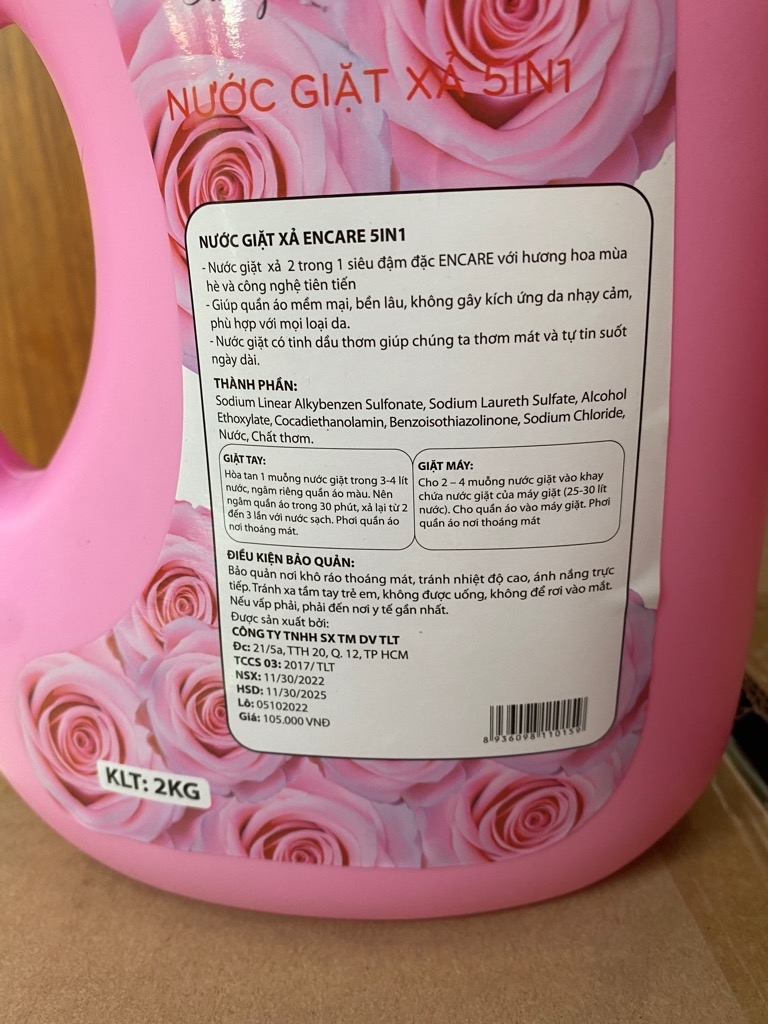 NƯỚC GIẶT XẢ 5IN1
NƯỚC GIẶT XẢ ENCARE 5IN1
- Nước giặt xả 2 trong 1 siêu đậm đặc ENCARE với hương hoa mùa
hè và công nghệ tiên tiến
- Giúp quần áo mềm mại, bền lâu, không gây kích ứng da nhạy cảm,
phù hợp với mọi loại da.
- Nước giặt có tinh dầu thơm giúp chúng ta thơm mát và tự tin suốt
ngày dài.
THÀNH PHẦN:
Sodium Linear Alkybenzen Sulfonate, Sodium Laureth Sulfate, Alcohol
Ethoxylate, Cocadiethanolamin, Benzoisothiazolinone, Sodium Chloride,
Nước, Chất thơm.
GIẶT TAY:
Hòa tan 1 muỗng nước giặt trong 3-4 lít
nước, ngâm riêng quần áo màu. Nên
ngâm quần áo trong 30 phút, xả lại từ 2
đến 3 lần với nước sạch. Phơi quần áo
nơi thoáng mát.
GIẶT MÁY:
Cho 2 – 4 muỗng nước giặt vào khay
chứa nước giặt của máy giặt (25-30 lít
nước). Cho quần áo vào máy giặt. Phơi
quần áo nơi thoáng mát
ĐIỀU KIỆN BẢO QUẢN:
Bảo quản nơi khô ráo thoáng mát, tránh nhiệt độ cao, ánh nắng trực
tiếp. Tránh xa tầm tay trẻ em, không được uống, không để rơi vào mắt.
Nếu vấp phải, phải đến nơi y tế gần nhất.
Được sản xuất bởi:
CÔNG TY TNHH SX TM DV TLT
Đc: 21/5a, TTH 20, Q. 12, TP HCM
TCCS 03: 2017/ TLT
NSX: 11/30/2022
HSD: 11/30/2025
Lô: 05102022
Giá: 105.000 VNĐ
8 936098 110159
KLT: 2KG